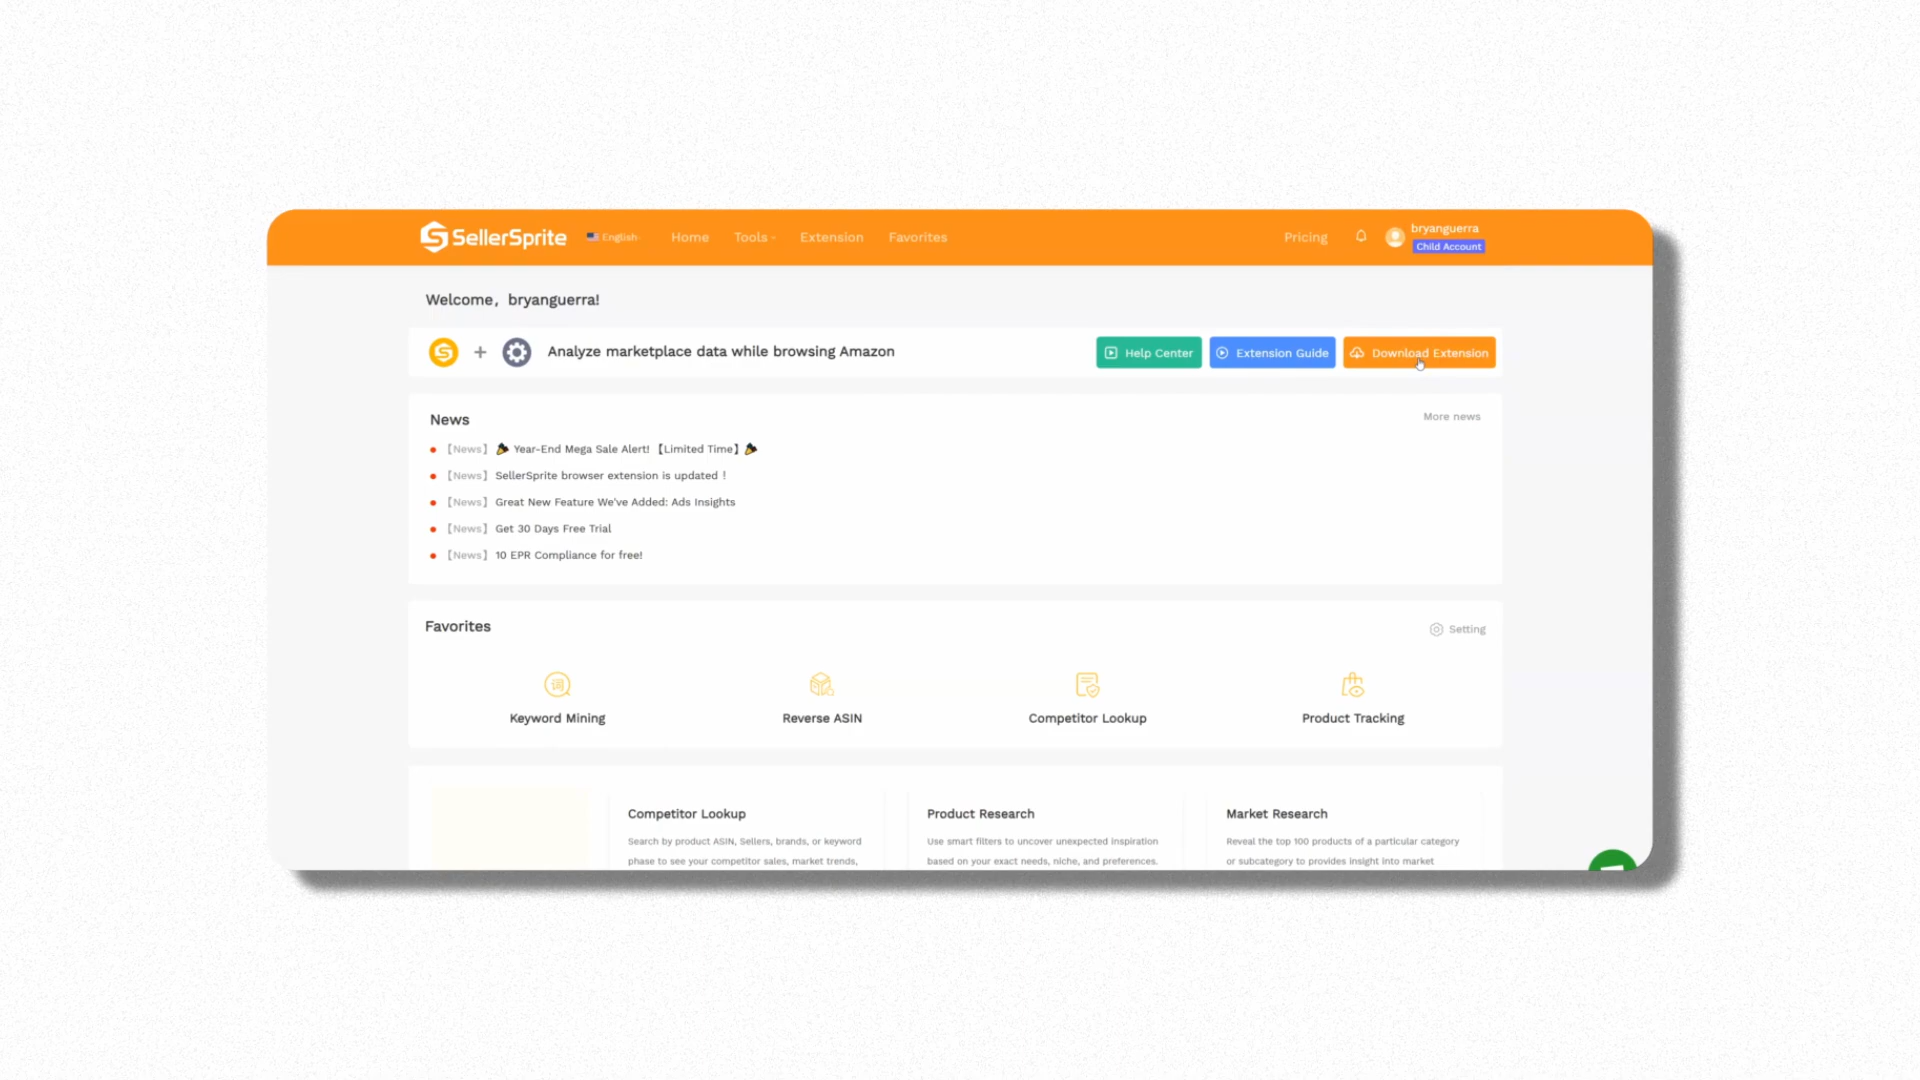 SellerSprite English Home Tools Extension Favorites Pricing bryanguerra
Child Account
Welcome, bryanguerra!
+ Analyze marketplace data while browsing Amazon Help Center Extension Guide Download Extension
News More news
【News】 🎉 Year-End Mega Sale Alert! 【Limited Time】🎉
【News】 SellerSprite browser extension is updated !
【News】 Great New Feature We've Added: Ads Insights
【News】 Get 30 Days Free Trial
【News】 10 EPR Compliance for free!
Favorites Setting
词
Keyword Mining Reverse ASIN Competitor Lookup Product Tracking
Competitor Lookup
Search by product ASIN, Sellers, brands, or keyword
phase to see your competitor sales, market trends,
Product Research
Use smart filters to uncover unexpected inspiration
based on your exact needs, niche, and preferences.
Market Research
Reveal the top 100 products of a particular category
or subcategory to provides insight into market